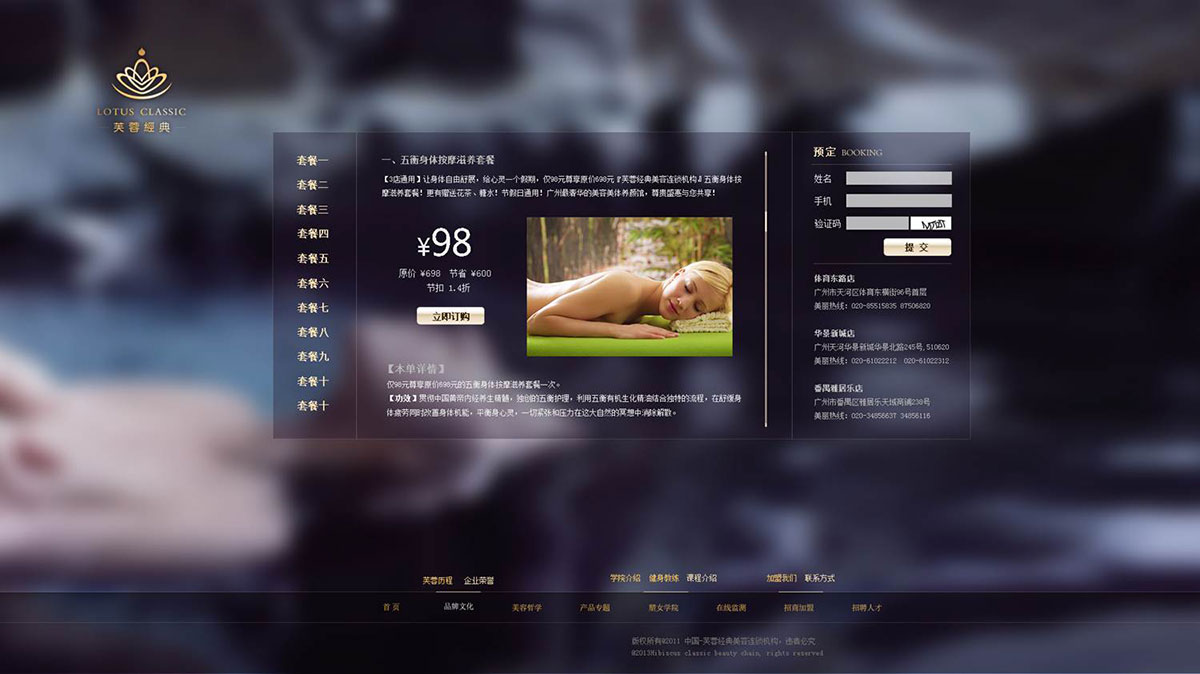 LOTUS CLASSIC
芙蓉經典
套餐一
套餐二
套餐三
套餐四
套餐五
套餐六
套餐七
套餐八
套餐九
套餐十
套餐十
一、五衡身体按摩滋养套餐
【3店通用】让身体自由舒展，给心灵一个假期，仅98元尊享原价698元『芙蓉经典美容连锁机构』五衡身体按
摩滋养套餐！更有赠送花茶、糖水！节假日通用！广州最奢华的美容美体养颜馆，尊贵盛惠与您共享！
¥98
原价 ¥698 节省 ¥600
节扣 1.4折
立即订购
【本单详情】
仅98元尊享原价698元的五衡身体按摩滋养套餐一次。
【功效】贯彻中国黄帝内经养生精髓，独创的五衡护理，利用五衡有机生化精油结合独特的流程，在舒缓身
体疲劳同时改善身体机能，平衡身心灵，一切紧张和压力在这大自然的冥想中消除解散。
预定 BOOKING
姓名
手机
验证码
提 交
体育东路店
广州市天河区体育东横街96号首层
美丽热线：020-85515835 87506820
华景新城店
广州天河华景新城华景北路245号，510620
美丽热线：020-61022212 020-61022312
番禺雅居乐店
广州市番禺区雅居乐天域商铺230号
美丽热线：020-34856637 34856116
芙蓉历程 企业荣誉
学院介绍 健身教练 课程介绍
加盟我们 联系方式
首 页 品牌文化 美容哲学 产品专题 塑女学院 在线监测 招商加盟 招聘人才
版权所有@2011 中国-芙蓉经典美容连锁机构，违者必究
@2013Hibiscus classic beauty chain, rights reserved